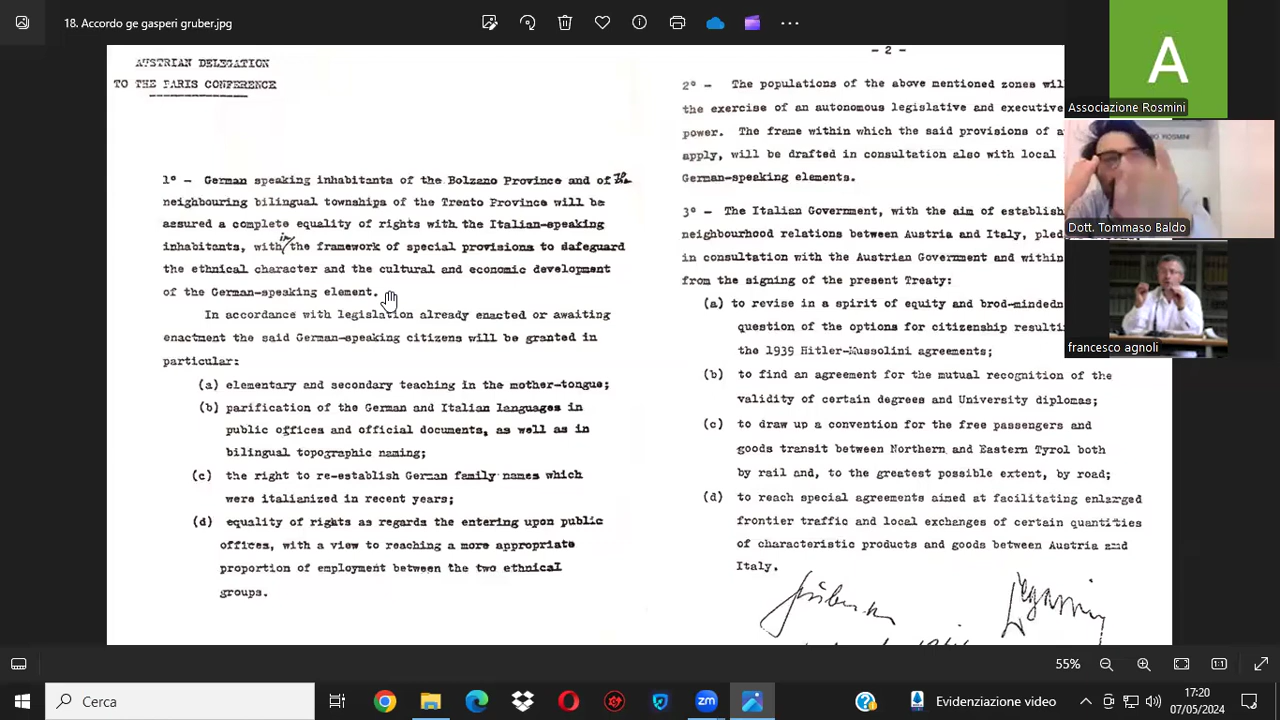 18. Accordo ge gasperi gruber.jpg
AUSTRIAN DELEGATION
TO THE PARIS CONFERENCE
1° - German speaking inhabitants of the Bolzano Province and of the
neighbouring bilingual townships of the Trento Province will be
assured a complete equality of rights with the Italian-speaking
inhabitants, within the framework of special provisions to dafeguard
the ethnical character and the cultural and economic development
of the German-speaking element.
In accordance with legislation already enacted or awaiting
enactment the said German-speaking citizens will be granted in
particular:
(a) elementary and secondary teaching in the mother-tongue;
(b) parification of the German and Italian languages in
public offices and official documents, as well as in
bilingual topographic naming;
(c) the right to re-establish German family names which
were italianized in recent years;
(d) equality of rights as regards the entering upon public
offices, with a view to reaching a more appropriate
proportion of employment between the two ethnical
groups.
- 2 -
2° - The populations of the above mentioned zones wil
the exercise of an autonomous legislative and executive
power. The frame within which the said provisions of a
apply, will be drafted in consultation also with local
German-speaking elements.
3° - The Italian Government, with the aim of establish
neighbourhood relations between Austria and Italy, pled
in consultation with the Austrian Government and within
from the signing of the present Treaty:
(a) to revise in a spirit of equity and brod-mindedn
question of the options for citizenship resulti
the 1939 Hitler-Mussolini agreements;
(b) to find an agreement for the mutual recognition of the
validity of certain degrees and University diplomas;
(c) to draw up a convention for the free passengers and
goods transit between Northern and Eastern Tyrol both
by rail and, to the greatest possible extent, by road;
(d) to reach special agreements aimed at facilitating enlarged
frontier traffic and local exchanges of certain quantities
of characteristic products and goods between Austria and
Italy.
A
Associazione Rosmini
Dott. Tommaso Baldo
francesco agnoli
55%
1:1
Cerca
zm
Evidenziazione video
17:20
07/05/2024